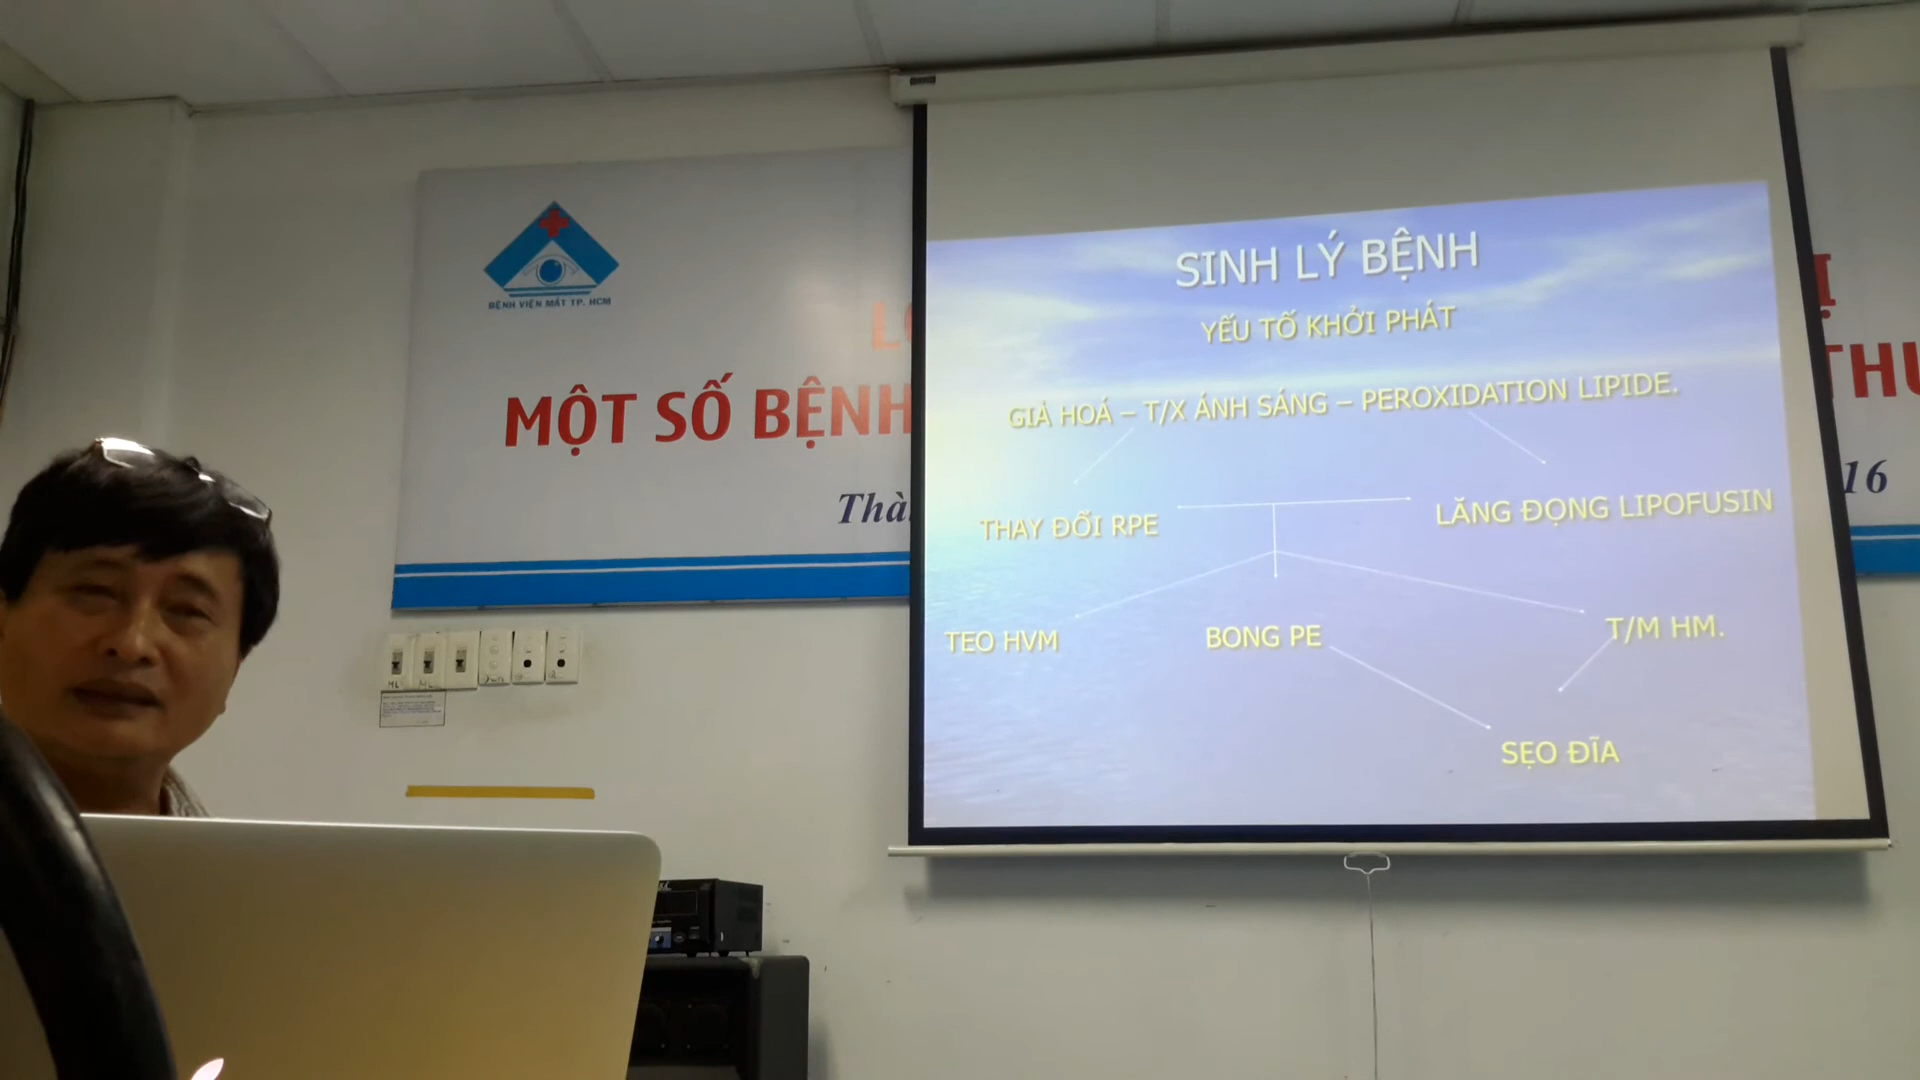 BỆNH VIỆN MẮT TP. HCM
MỘT SỐ BỆNH
THU
16
SINH LÝ BỆNH
YẾU TỐ KHỞI PHÁT
GIÀ HOÁ – T/X ÁNH SÁNG – PEROXIDATION LIPIDE.
THAY ĐỔI RPE
LĂNG ĐỌNG LIPOFUSIN
TEO HVM
BONG PE
T/M HM.
SẸO ĐĨA